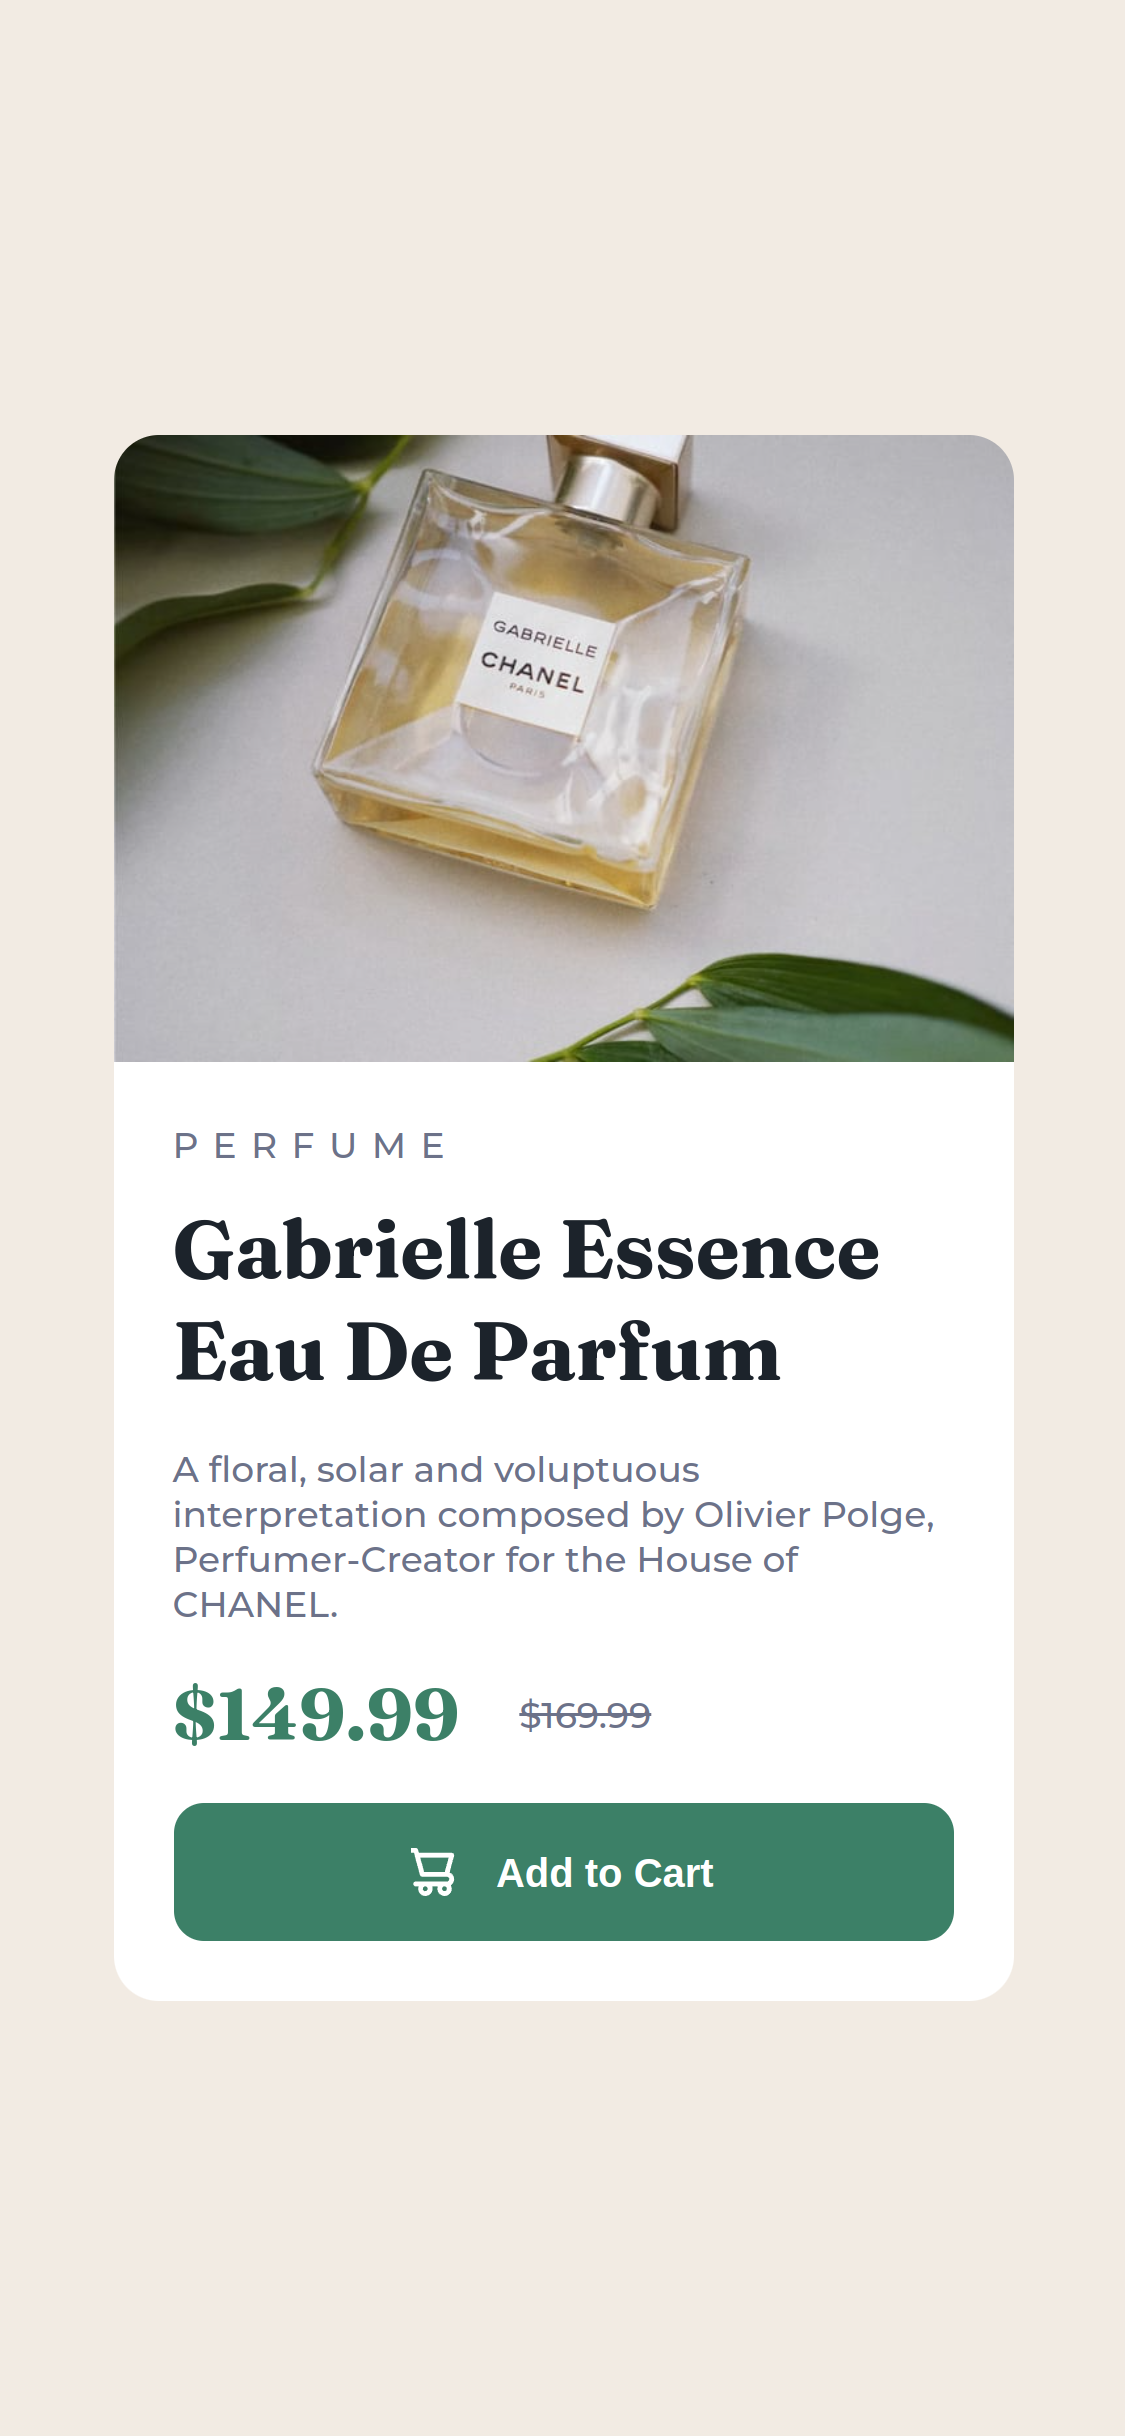 GABRIELLE
CHANEL
PARIS
PERFUME
Gabrielle Essence
Eau De Parfum
A floral, solar and voluptuous
interpretation composed by Olivier Polge,
Perfumer-Creator for the House of
CHANEL.
$149.99 $169.99
Add to Cart